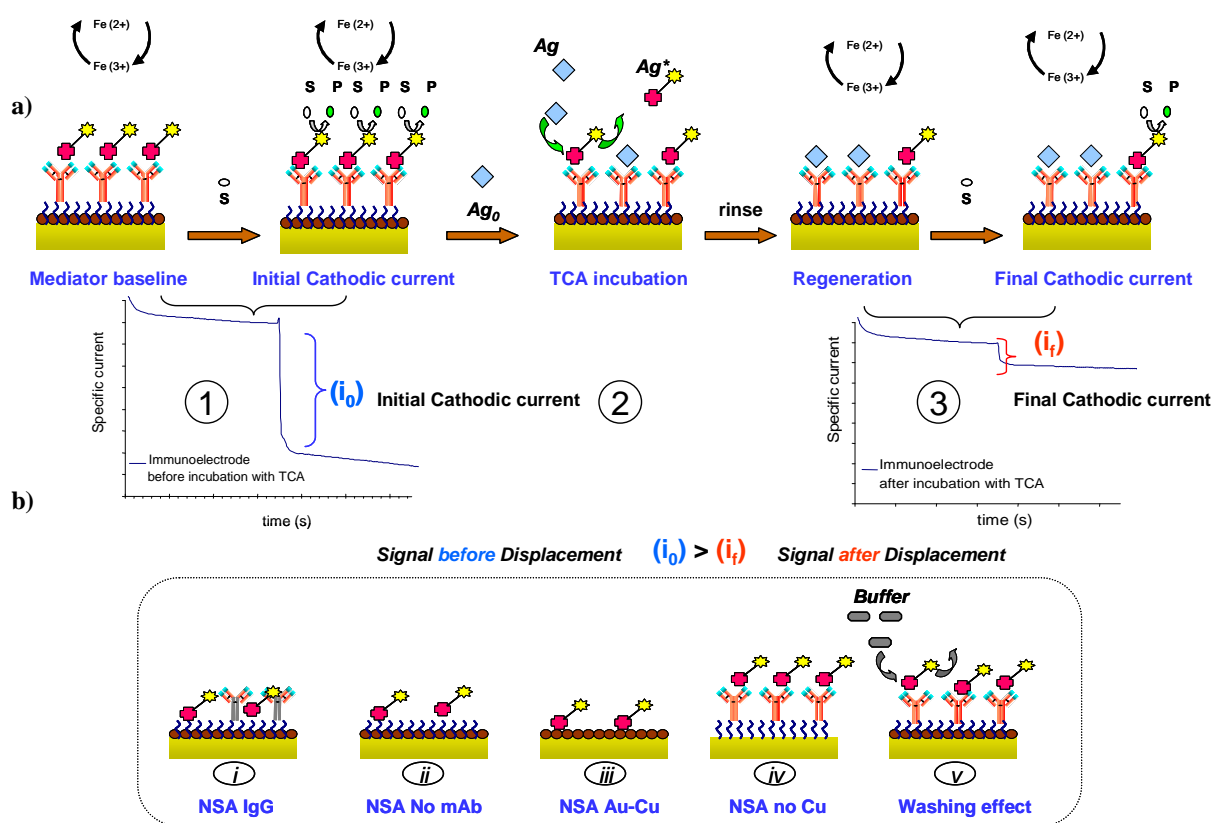 a)
Fe (2+)
Fe (3+)
Fe (2+)
Fe (3+)
S P S P S P
Ag
Ag*
Fe (2+)
Fe (3+)
Fe (2+)
Fe (3+)
S P
S
Ag0
rinse
S
Mediator baseline
Initial Cathodic current
TCA incubation
Regeneration
Final Cathodic current
Specific current
1
(i0)
Initial Cathodic current
Immunoelectrode
before incubation with TCA
time (s)
2
Specific current
3
(if)
Final Cathodic current
Immunoelectrode
after incubation with TCA
time (s)
b)
Signal before Displacement
(i0) > (if)
Signal after Displacement
Buffer
i
ii
iii
iv
v
NSA IgG
NSA No mAb
NSA Au-Cu
NSA no Cu
Washing effect